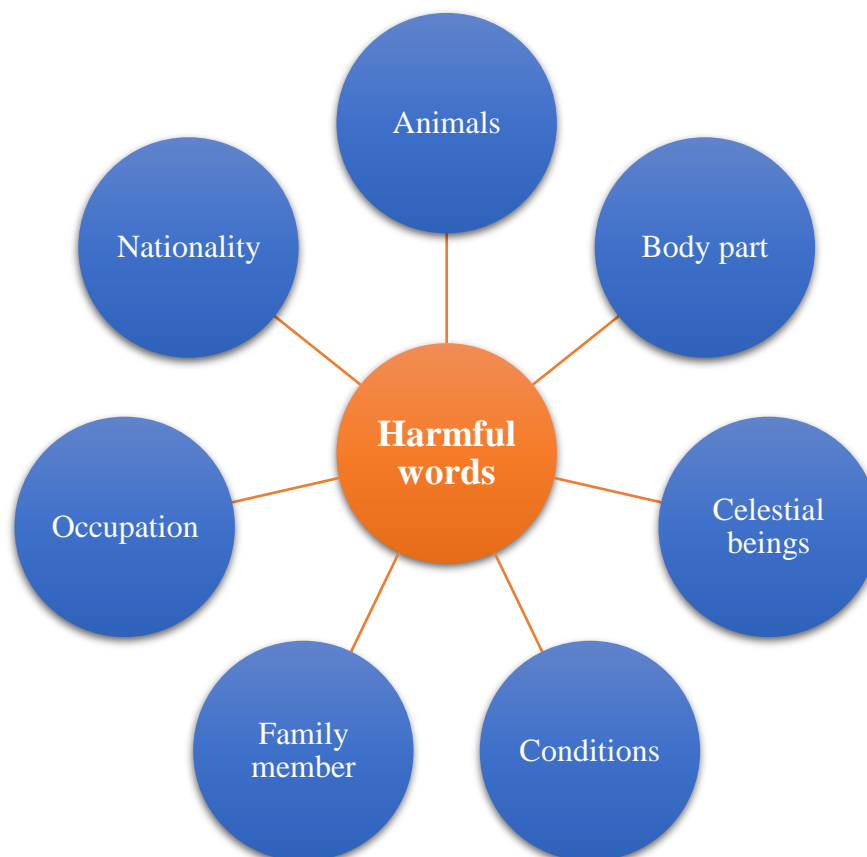 Animals
Nationality
Body part
Harmful
words
Occupation
Celestial
beings
Family
member
Conditions